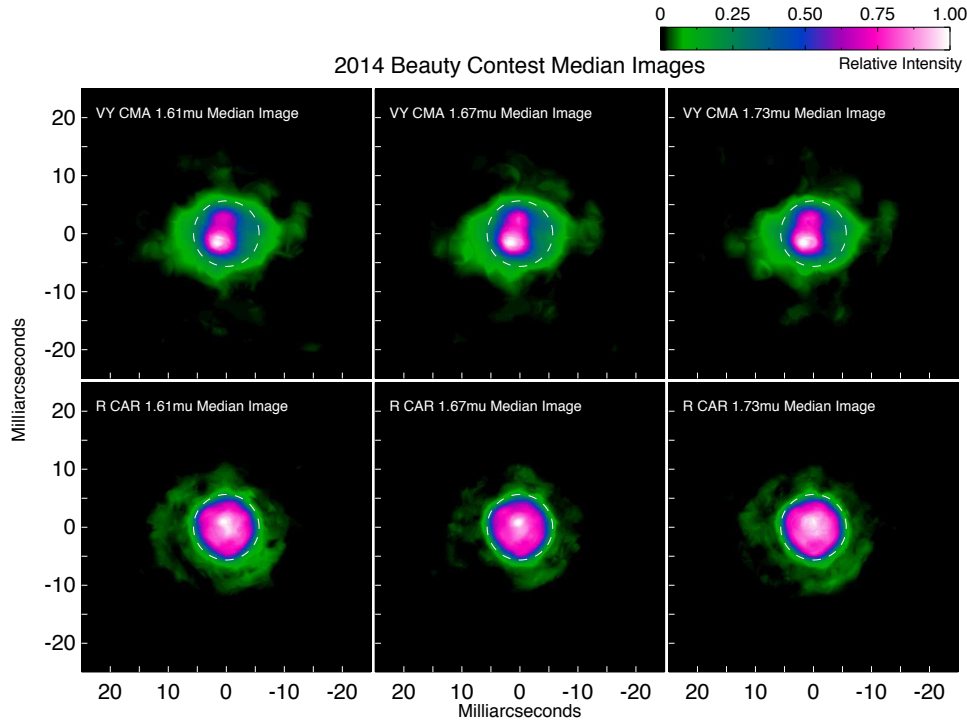 0 0.25 0.50 0.75 1.00
Relative Intensity
2014 Beauty Contest Median Images
VY CMA 1.61mu Median Image
VY CMA 1.67mu Median Image
VY CMA 1.73mu Median Image
20
10
0
-10
-20
R CAR 1.61mu Median Image
R CAR 1.67mu Median Image
R CAR 1.73mu Median Image
20
10
0
-10
-20
Milliarcseconds
20 10 0 -10 -20
20 10 0 -10 -20
20 10 0 -10 -20
Milliarcseconds